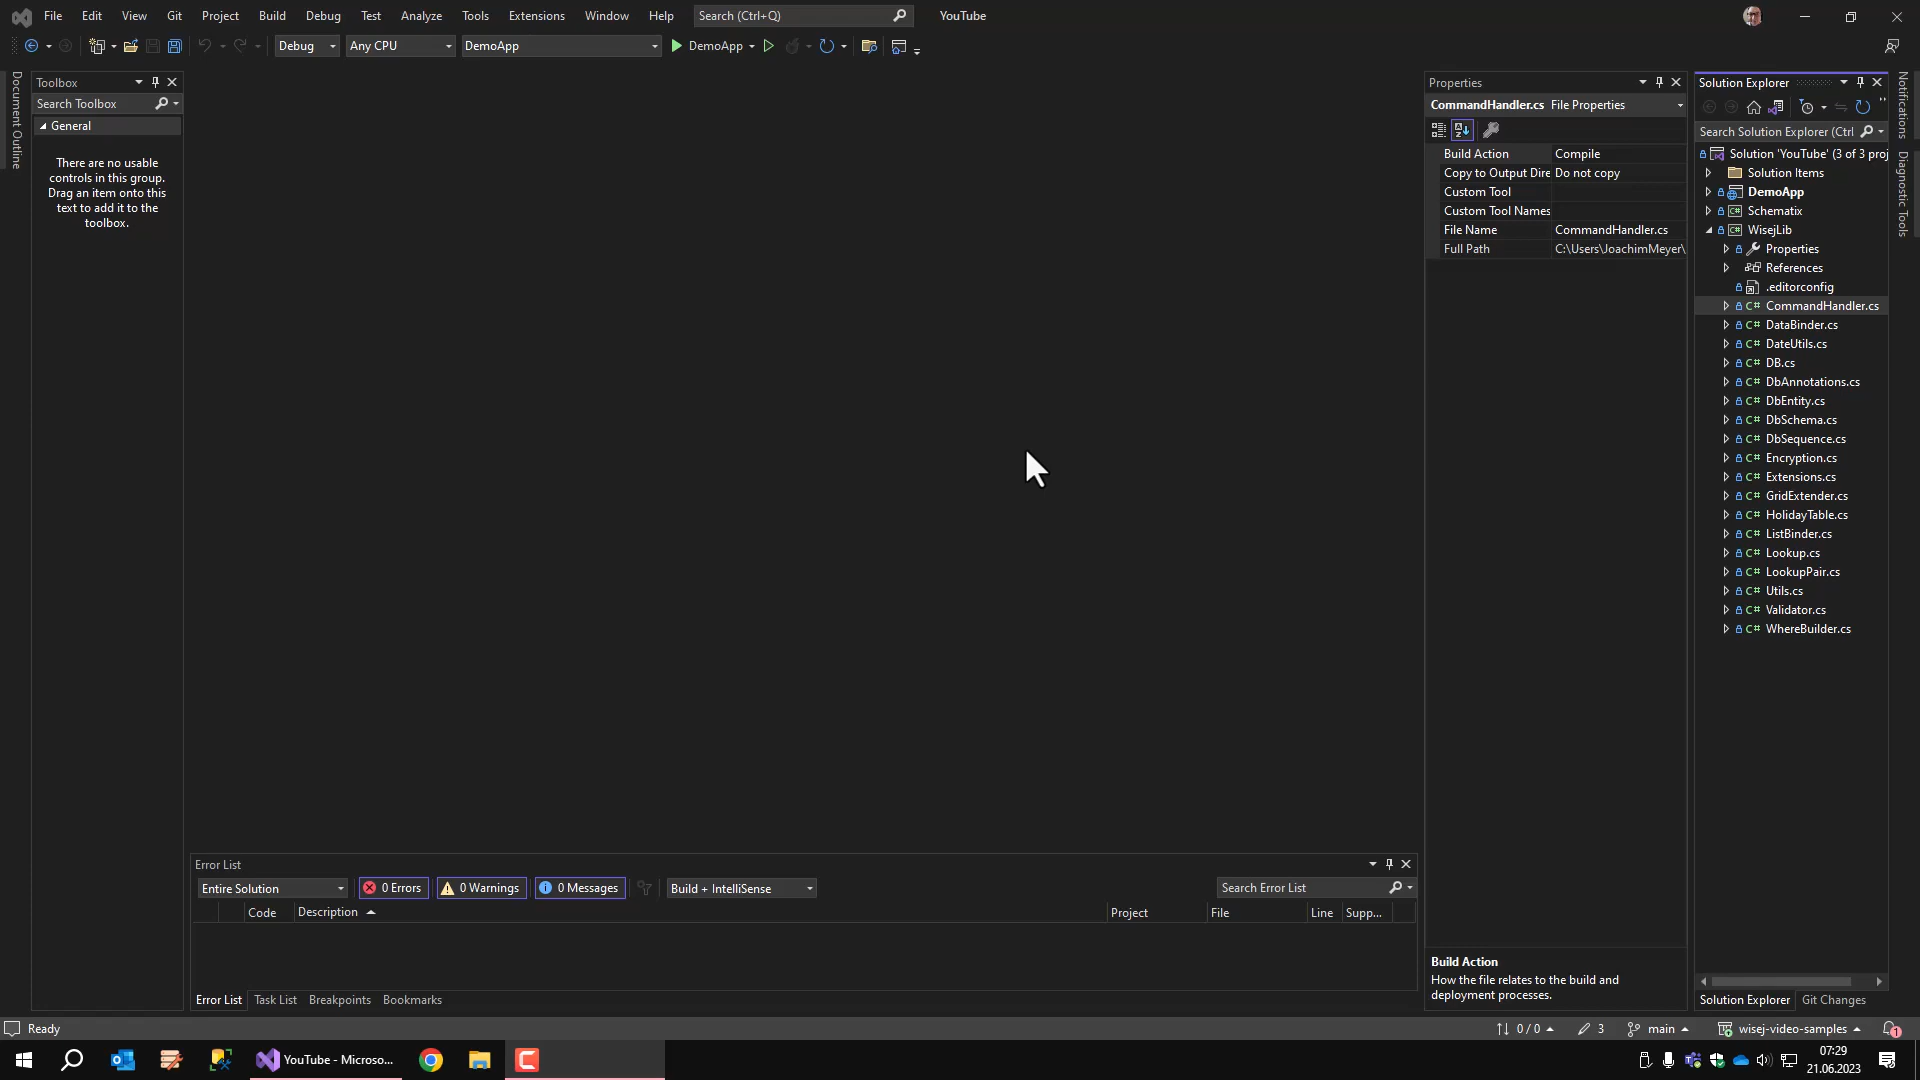 File Edit View Git Project Build Debug Test Analyze Tools Extensions Window Help Search (Ctrl+Q) YouTube
Debug Any CPU DemoApp DemoApp
Document Outline
Toolbox
Search Toolbox
General
There are no usable
controls in this group.
Drag an item onto this
text to add it to the
toolbox.
Properties
CommandHandler.cs File Properties
Build Action Compile
Copy to Output Dire Do not copy
Custom Tool
Custom Tool Names
File Name CommandHandler.cs
Full Path C:\Users\JoachimMeyer\
Build Action
How the file relates to the build and
deployment processes.
Solution Explorer
Search Solution Explorer (Ctrl
Solution 'YouTube' (3 of 3 proj
Solution Items
DemoApp
Schematix
WisejLib
Properties
References
.editorconfig
C# CommandHandler.cs
C# DataBinder.cs
C# DateUtils.cs
C# DB.cs
C# DbAnnotations.cs
C# DbEntity.cs
C# DbSchema.cs
C# DbSequence.cs
C# Encryption.cs
C# Extensions.cs
C# GridExtender.cs
C# HolidayTable.cs
C# ListBinder.cs
C# Lookup.cs
C# LookupPair.cs
C# Utils.cs
C# Validator.cs
C# WhereBuilder.cs
Solution Explorer Git Changes
Notifications
Diagnostic Tools
Error List
Entire Solution 0 Errors 0 Warnings 0 Messages Build + IntelliSense Search Error List
Code Description Project File Line Supp...
Error List Task List Breakpoints Bookmarks
Ready 0 / 0 3 main wisej-video-samples 1
YouTube - Microso...
07:29
21.06.2023